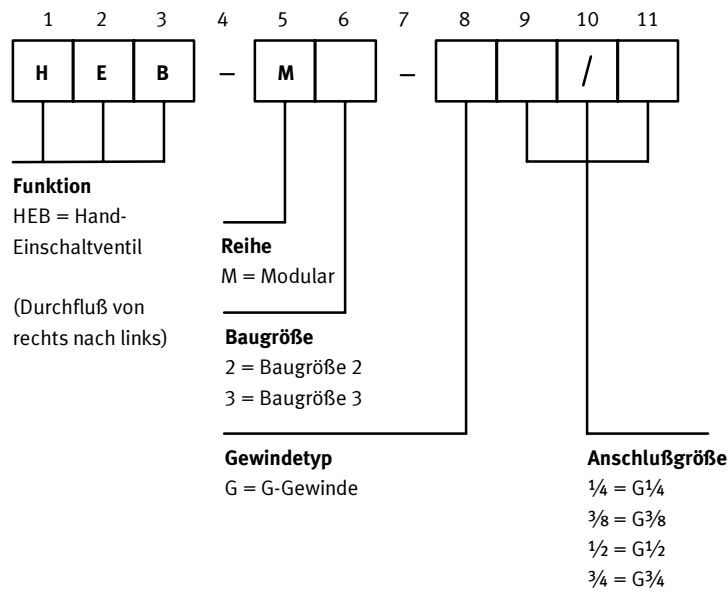 1 2 3 4 5 6 7 8 9 10 11
H E B – M – /
Funktion
HEB = Hand-
Einschaltventil
(Durchfluß von
rechts nach links)
Reihe
M = Modular
Baugröße
2 = Baugröße 2
3 = Baugröße 3
Gewindetyp
G = G-Gewinde
Anschlußgröße
¼ = G¼
⅜ = G⅜
½ = G½
¾ = G¾